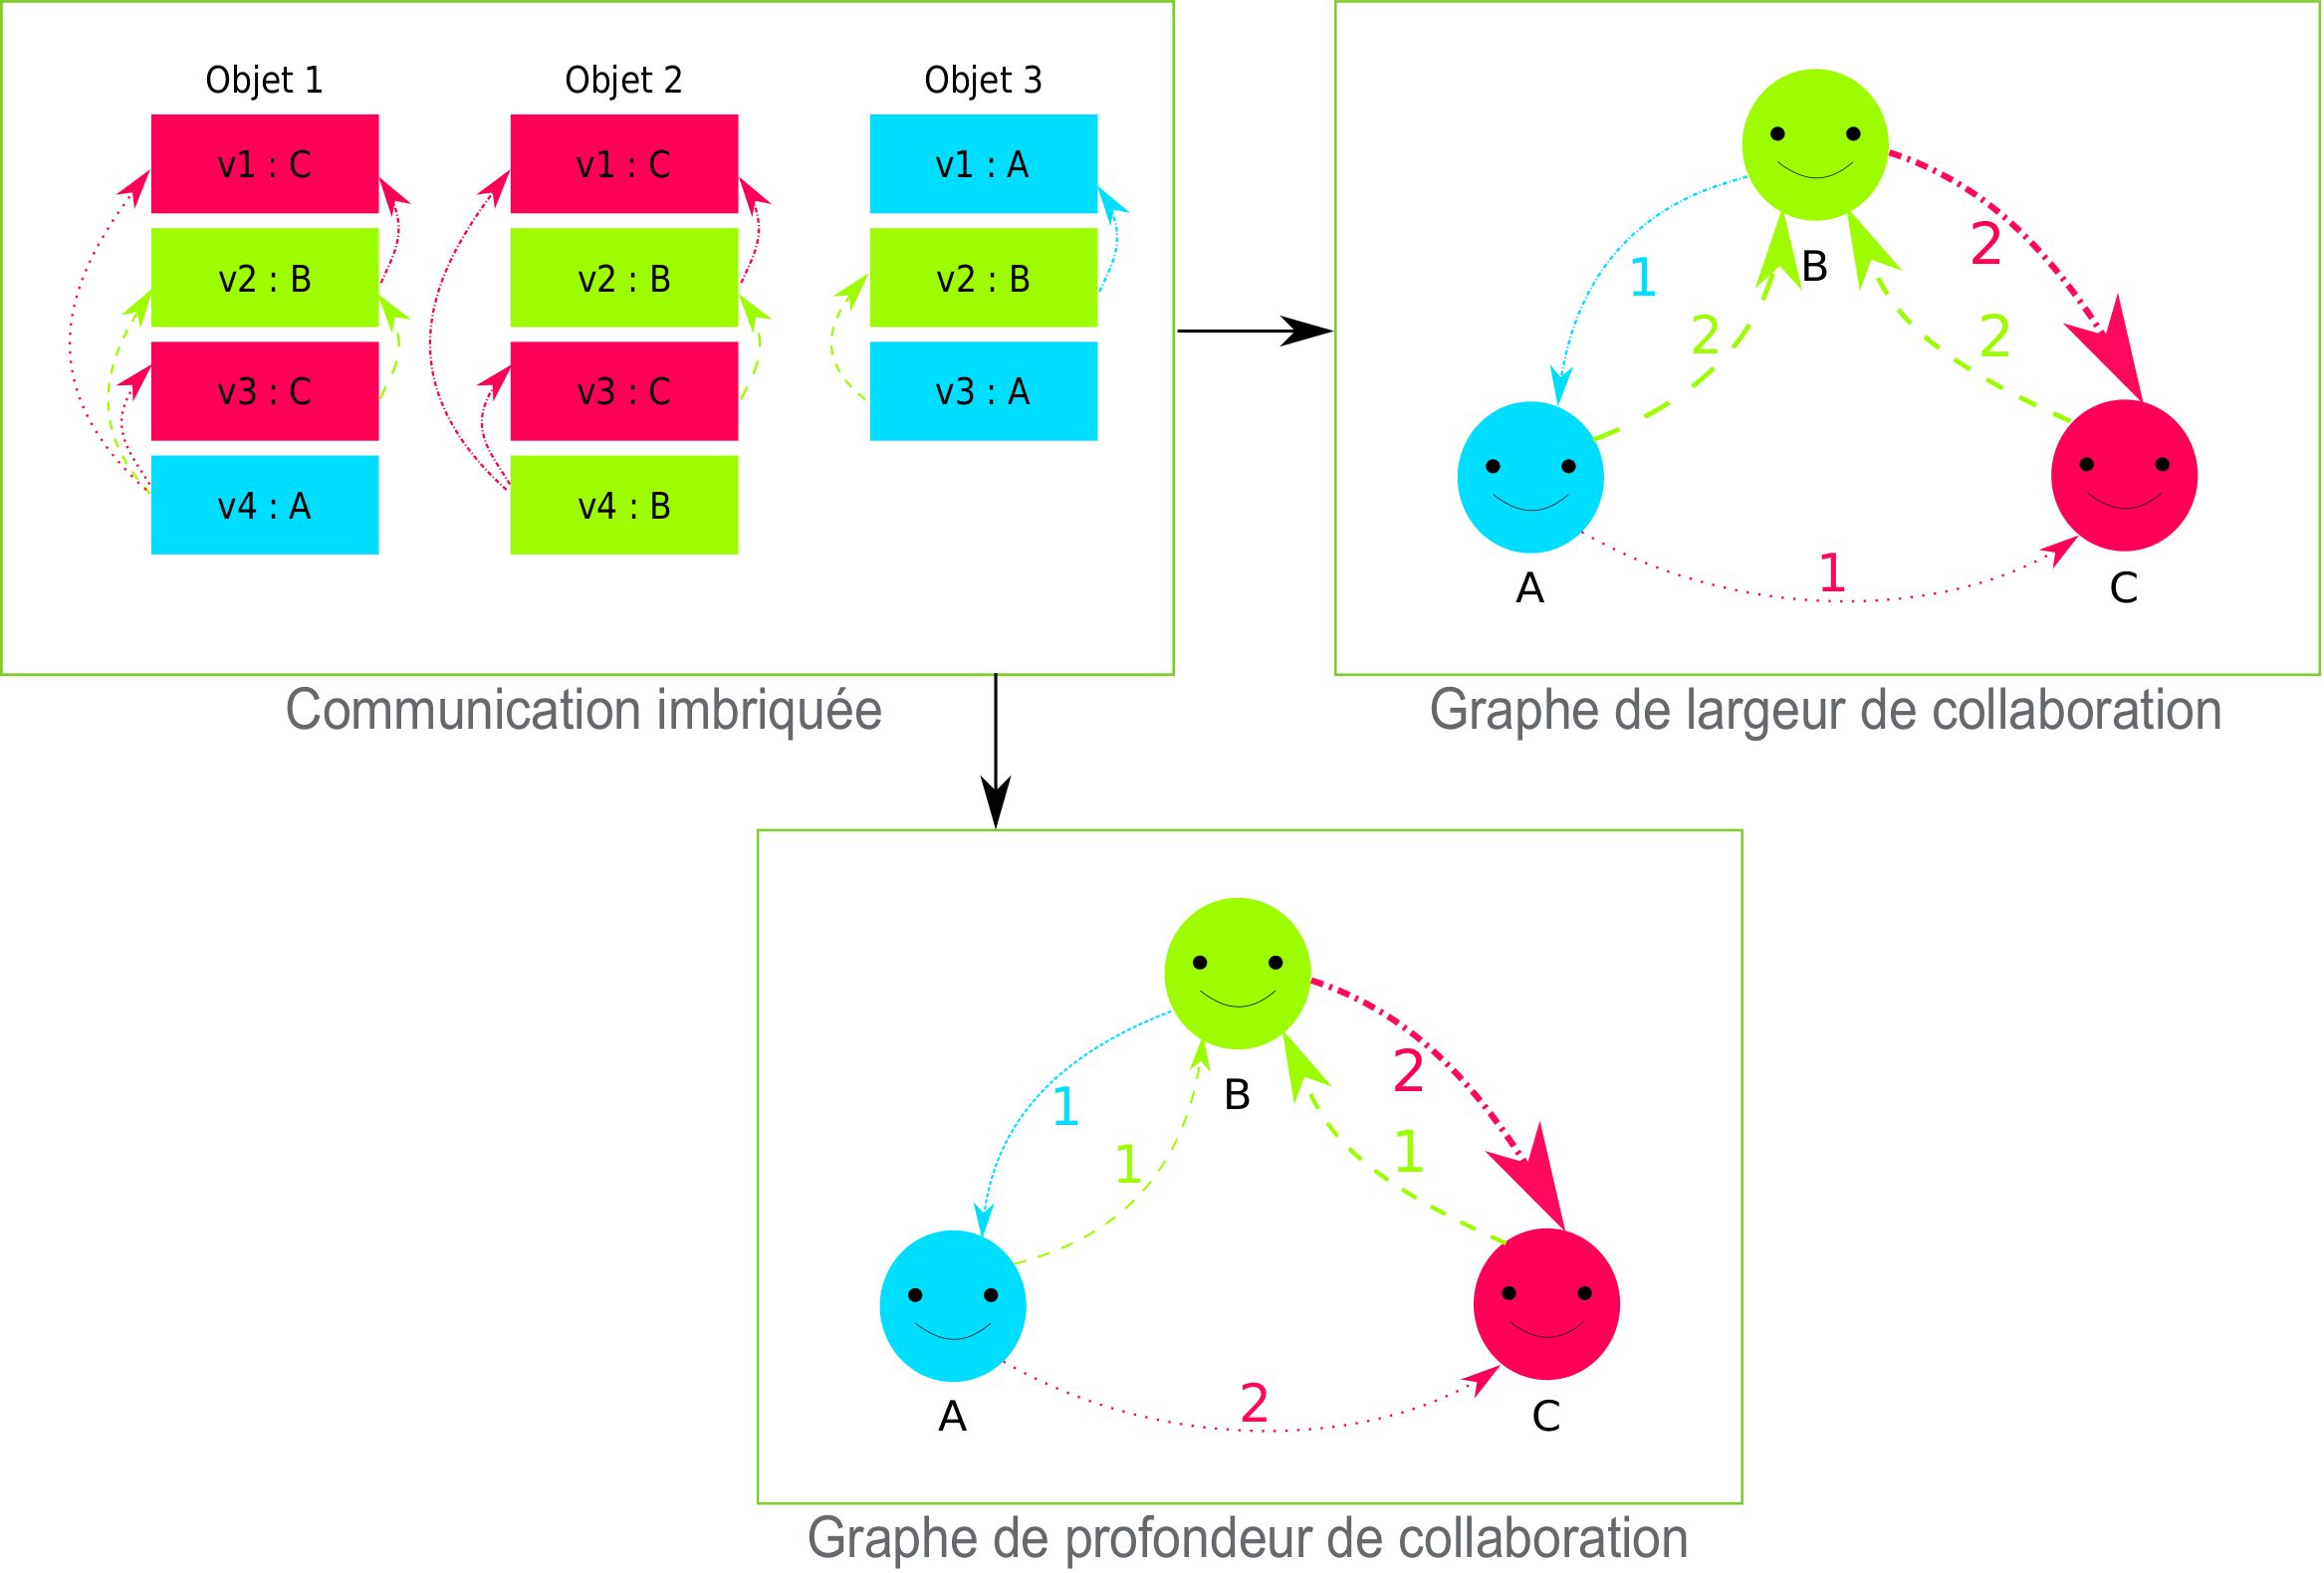 Objet 1
Objet 2
Objet 3
v1 : C
v1 : C
v1 : A
v2 : B
v2 : B
v2 : B
v3 : C
v3 : C
v3 : A
v4 : A
v4 : B
Communication imbriquée
B
2
1
2
2
1
A
C
Graphe de largeur de collaboration
B
2
1
1
1
2
A
C
Graphe de profondeur de collaboration